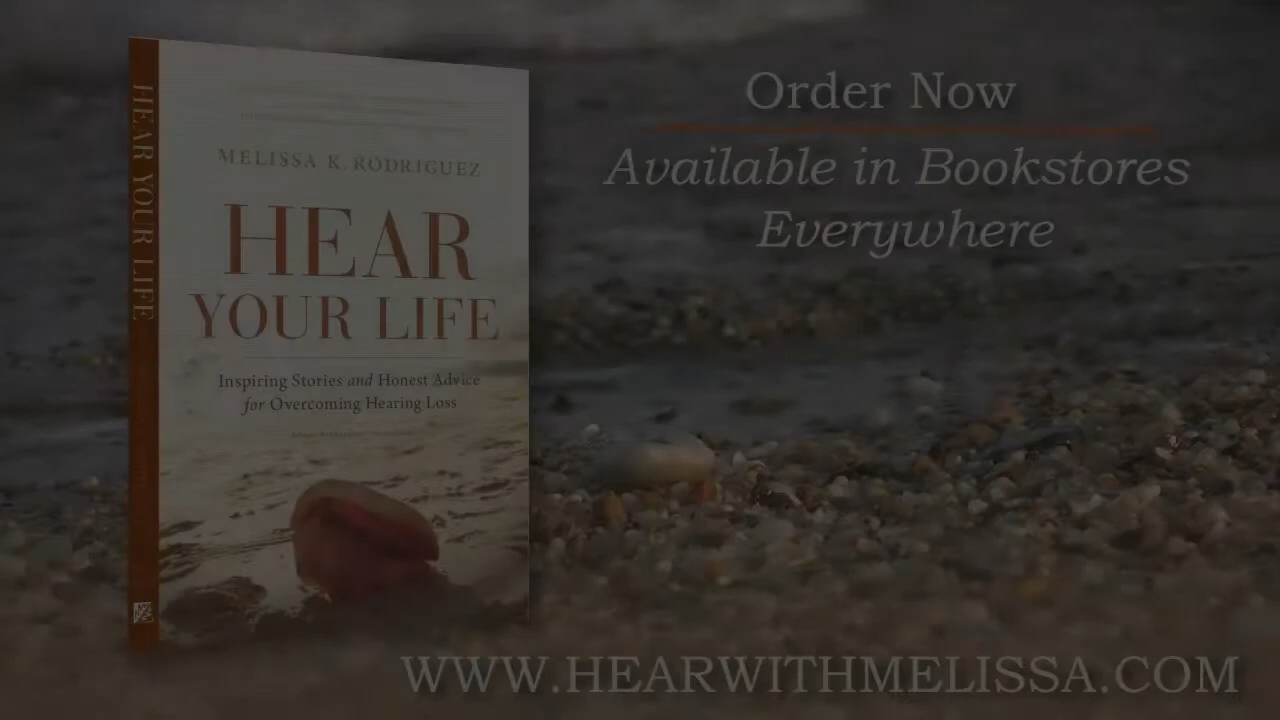 HEAR YOUR LIFE
MELISSA K. RODRIGUEZ
HEAR
YOUR LIFE
Inspiring Stories and Honest Advice
for Overcoming Hearing Loss
Order Now
Available in Bookstores
Everywhere
WWW.HEARWITHMELISSA.COM